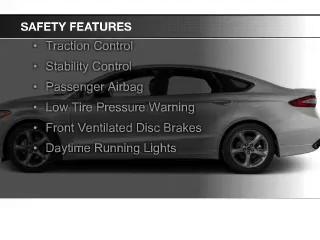 SAFETY FEATURES
• Traction Control
• Stability Control
• Passenger Airbag
• Low Tire Pressure Warning
• Front Ventilated Disc Brakes
• Daytime Running Lights